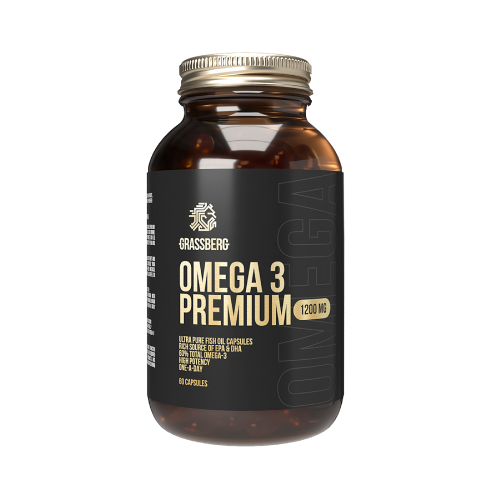 GRASSBERG
OMEGA 3
PREMIUM
1200 MG
ULTRA PURE FISH OIL CAPSULES
RICH SOURCE OF EPA & DHA
60% TOTAL OMEGA-3
HIGH POTENCY
ONE-A-DAY
60 CAPSULES
OMEGA